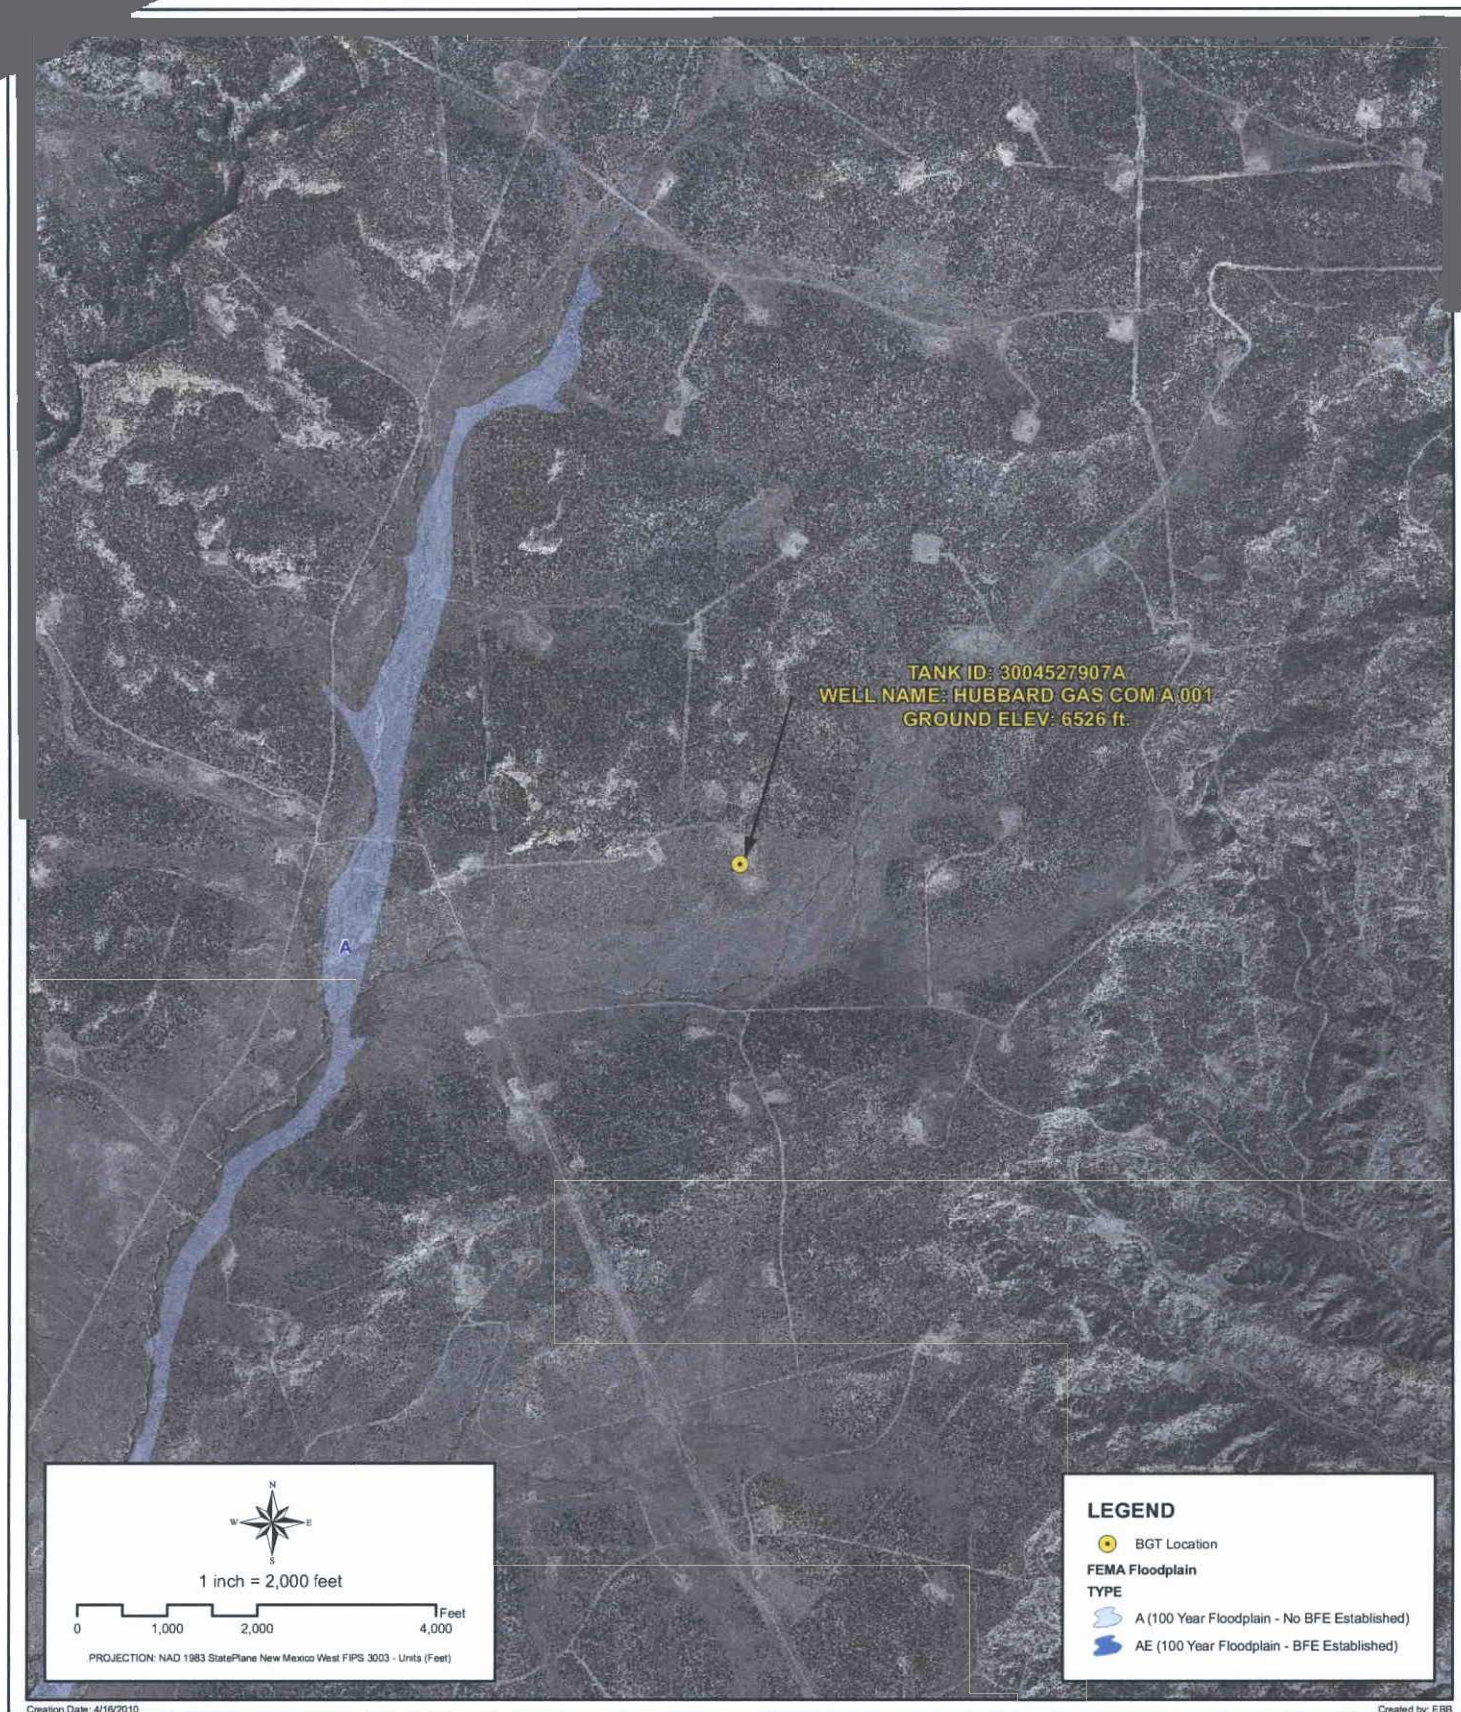 TANK ID: 3004527907A
WELL NAME: HUBBARD GAS COM A 001
GROUND ELEV: 6526 ft.
A
N
W
E
S
1 inch = 2,000 feet
Feet
0 1,000 2,000 4,000
PROJECTION: NAD 1983 StatePlane New Mexico West FIPS 3003 - Units (Feet)
LEGEND
BGT Location
FEMA Floodplain
TYPE
A (100 Year Floodplain - No BFE Established)
AE (100 Year Floodplain - BFE Established)
Creation Date: 4/16/2010
Created by: EBB